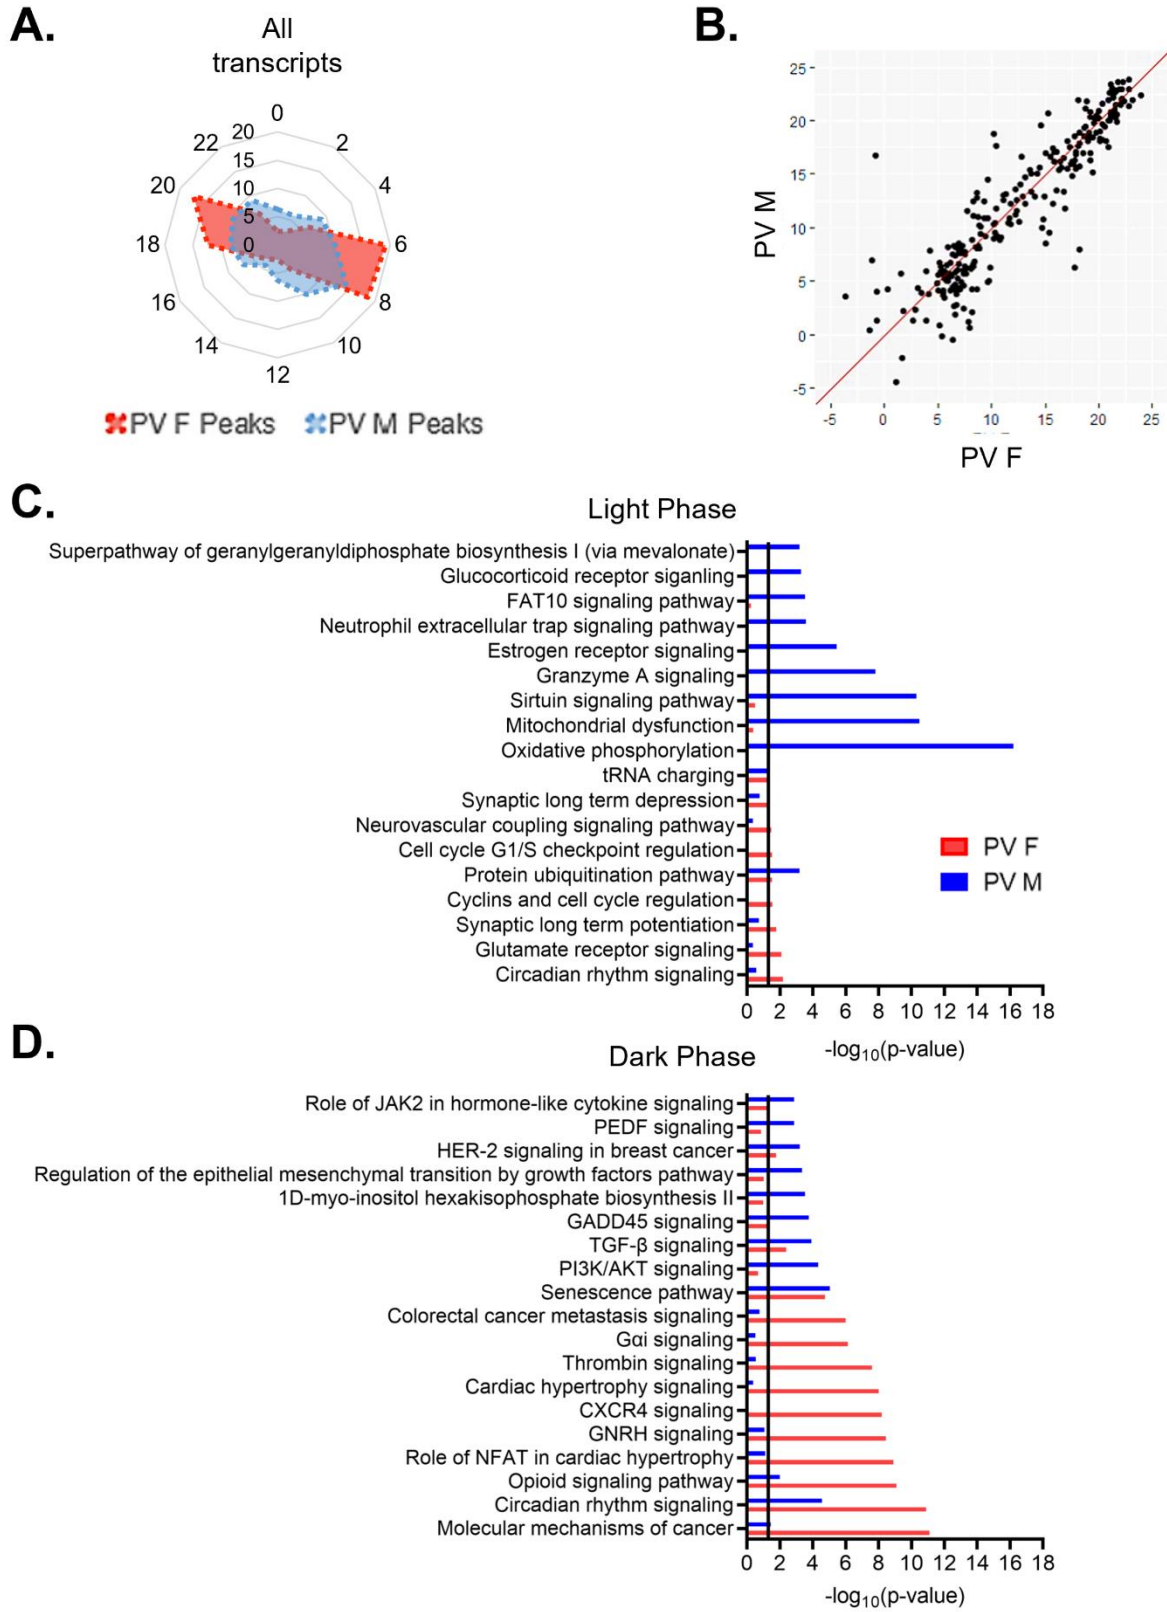 A.
All
transcripts
0
2
4
6
8
10
12
14
16
18
20
22
20
15
10
5
0
PV F Peaks
PV M Peaks
B.
PV M
25
20
15
10
5
0
-5
-5
0
5
10
15
20
25
PV F
C.
Light Phase
Superpathway of geranylgeranyldiphosphate biosynthesis I (via mevalonate)
Glucocorticoid receptor siganling
FAT10 signaling pathway
Neutrophil extracellular trap signaling pathway
Estrogen receptor signaling
Granzyme A signaling
Sirtuin signaling pathway
Mitochondrial dysfunction
Oxidative phosphorylation
tRNA charging
Synaptic long term depression
Neurovascular coupling signaling pathway
Cell cycle G1/S checkpoint regulation
Protein ubiquitination pathway
Cyclins and cell cycle regulation
Synaptic long term potentiation
Glutamate receptor signaling
Circadian rhythm signaling
PV F
PV M
0 2 4 6 8 10 12 14 16 18
-log10(p-value)
D.
Dark Phase
Role of JAK2 in hormone-like cytokine signaling
PEDF signaling
HER-2 signaling in breast cancer
Regulation of the epithelial mesenchymal transition by growth factors pathway
1D-myo-inositol hexakisophosphate biosynthesis II
GADD45 signaling
TGF-β signaling
PI3K/AKT signaling
Senescence pathway
Colorectal cancer metastasis signaling
Gαi signaling
Thrombin signaling
Cardiac hypertrophy signaling
CXCR4 signaling
GNRH signaling
Role of NFAT in cardiac hypertrophy
Opioid signaling pathway
Circadian rhythm signaling
Molecular mechanisms of cancer
0 2 4 6 8 10 12 14 16 18
-log10(p-value)